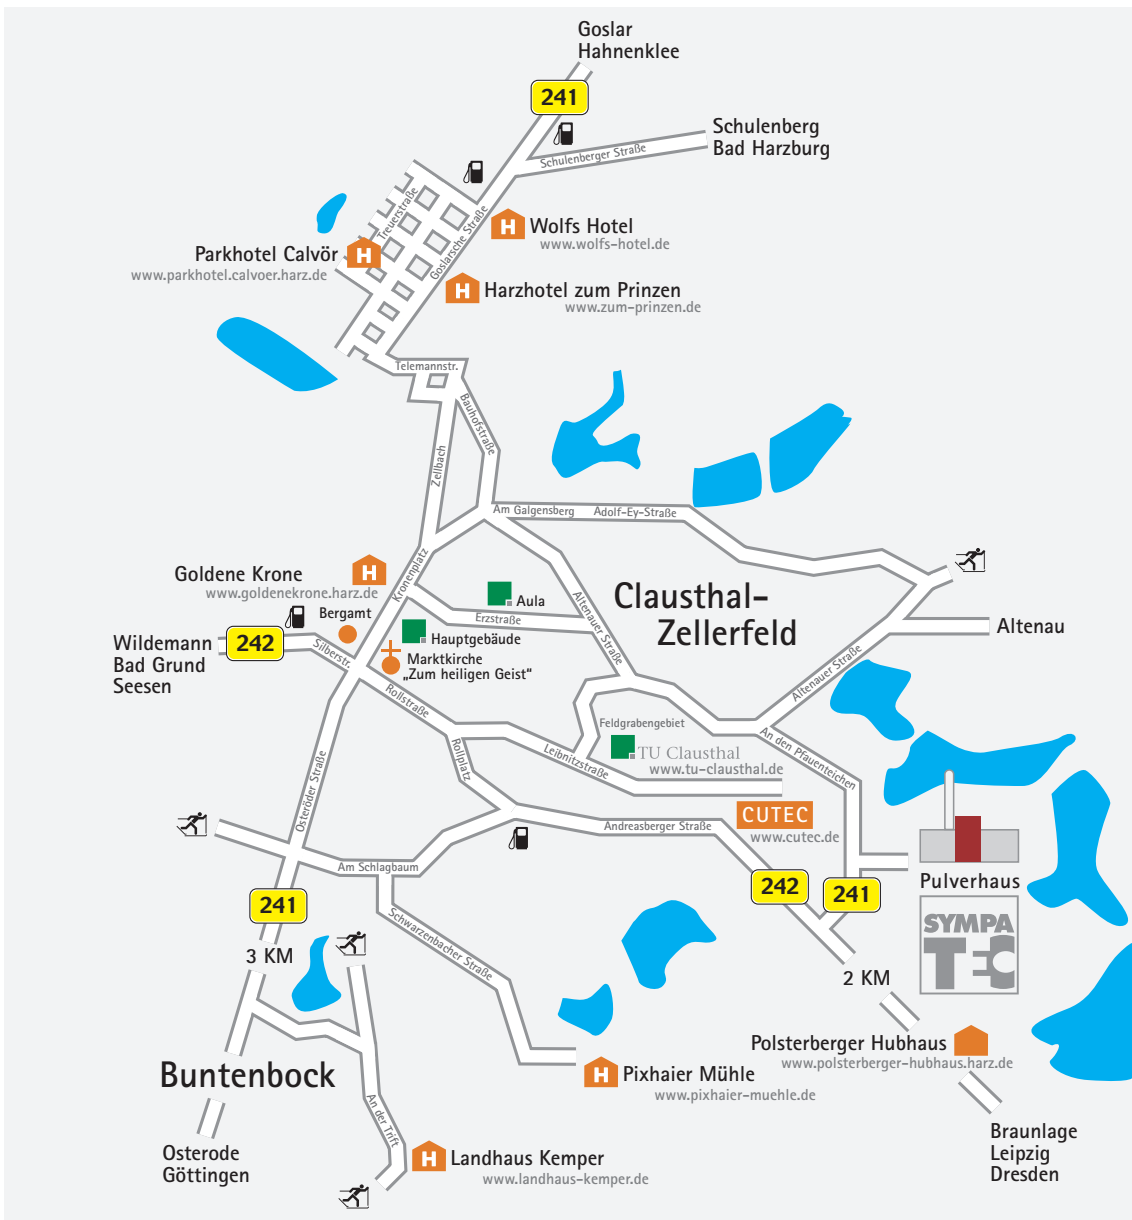 Goslar
Hahnenklee
241
Schulenberg
Bad Harzburg
Schulenberger Straße
Treuerstraße
Goslarsche Straße
H
Wolfs Hotel
www.wolfs-hotel.de
Parkhotel Calvör
H
www.parkhotel.calvoer.harz.de
H
Harzhotel zum Prinzen
www.zum-prinzen.de
Telemannstr.
Bauhofstraße
Zellbach
Am Galgensberg
Adolf-Ey-Straße
Kronenplatz
Goldene Krone
H
www.goldenekrone.harz.de
Bergamt
Aula
Erzstraße
Altenauer Straße
Clausthal-
Zellerfeld
Altenau
Altenauer Straße
Wildemann
Bad Grund
Seesen
242
Silberstr.
Hauptgebäude
Marktkirche
„Zum heiligen Geist“
Rollstraße
Feldgrabengebiet
TU Clausthal
www.tu-clausthal.de
Leibnitzstraße
An den Pfauenteichen
Rollplatz
Osteröder Straße
CUTEC
www.cutec.de
Andreasberger Straße
Am Schlagbaum
242
241
Pulverhaus
SYMPA
TEC
241
Schwarzenbacher Straße
3 KM
2 KM
Polsterberger Hubhaus
www.polsterberger-hubhaus.harz.de
Buntenbock
H
Pixhaier Mühle
www.pixhaier-muehle.de
An der Trift
Braunlage
Leipzig
Dresden
Osterode
Göttingen
H
Landhaus Kemper
www.landhaus-kemper.de